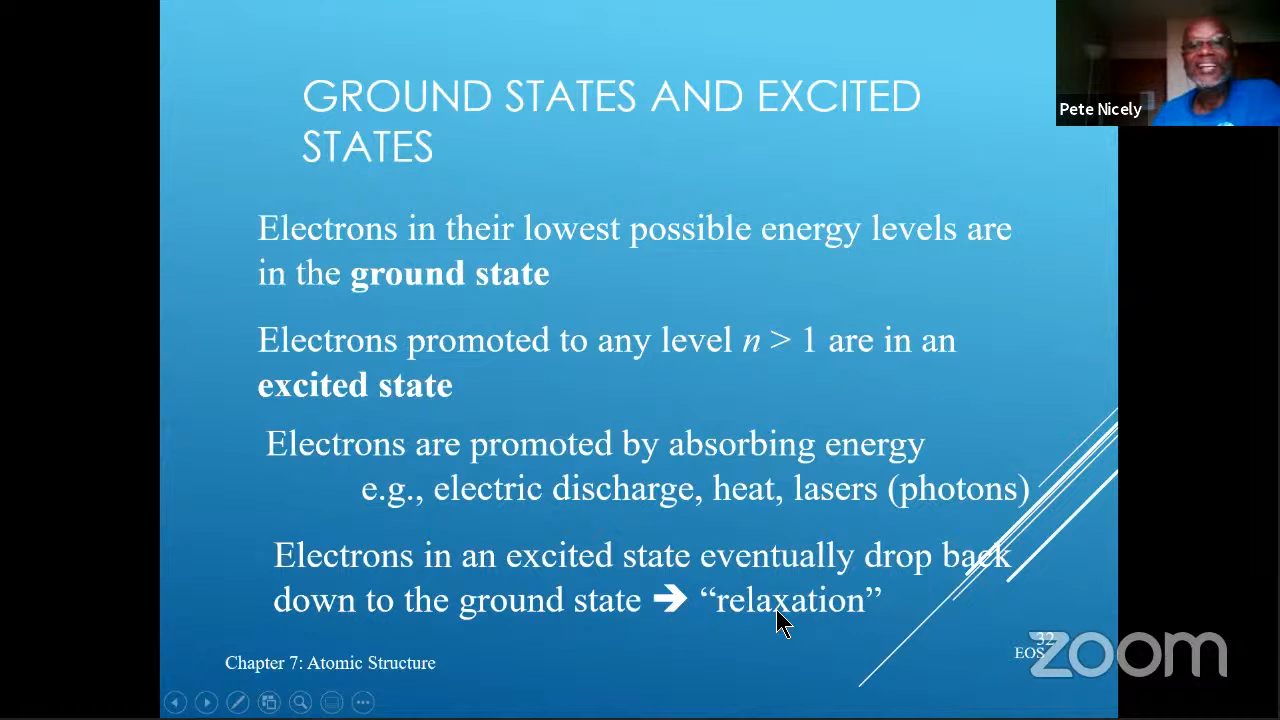 GROUND STATES AND EXCITED
STATES
Pete Nicely
Electrons in their lowest possible energy levels are
in the ground state
Electrons promoted to any level n > 1 are in an
excited state
Electrons are promoted by absorbing energy
e.g., electric discharge, heat, lasers (photons)
Electrons in an excited state eventually drop back
down to the ground state ➔ “relaxation”
Chapter 7: Atomic Structure
32
EOS
zoom